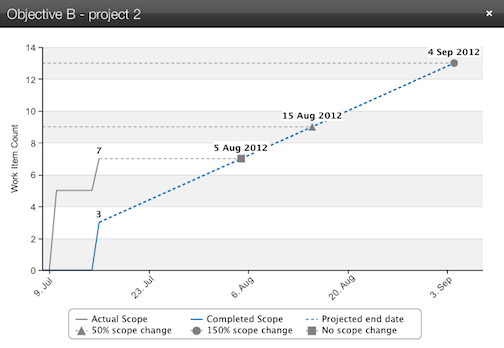 Objective B - project 2 ×
14
12
10
8
6
4
2
0
Work Item Count
4 Sep 2012
15 Aug 2012
5 Aug 2012
7
3
9. Jul
23. Jul
6. Aug
20. Aug
3. Sep
Actual Scope Completed Scope Projected end date
50% scope change 150% scope change No scope change